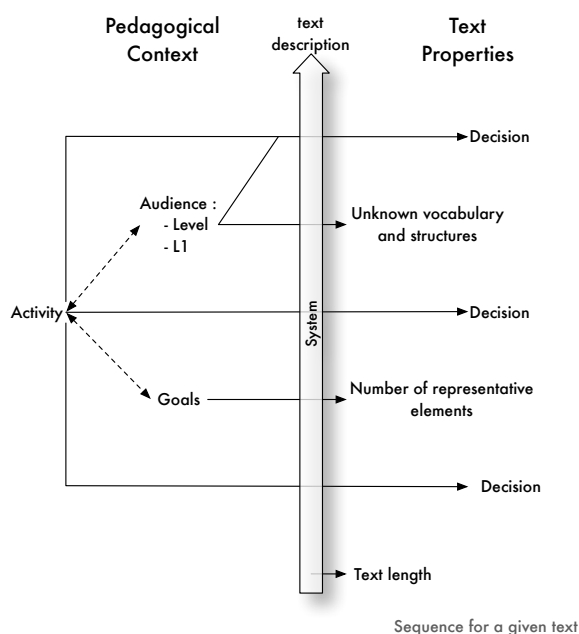 Pedagogical
Context
text
description
Text
Properties
Decision
Audience :
- Level
- L1
Unknown vocabulary
and structures
Activity
System
Decision
Goals
Number of representative
elements
Decision
Text length
Sequence for a given text